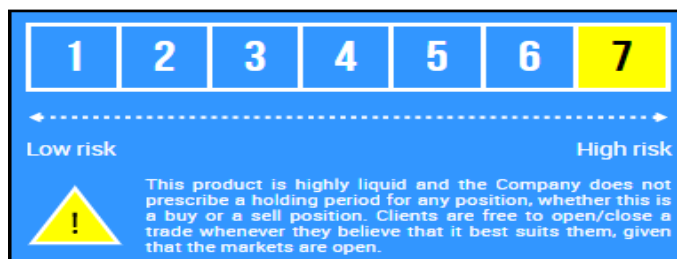 1 2 3 4 5 6 7
Low risk High risk
This product is highly liquid and the Company does not
prescribe a holding period for any position, whether this is
a buy or a sell position. Clients are free to open/close a
trade whenever they believe that it best suits them, given
that the markets are open.
!